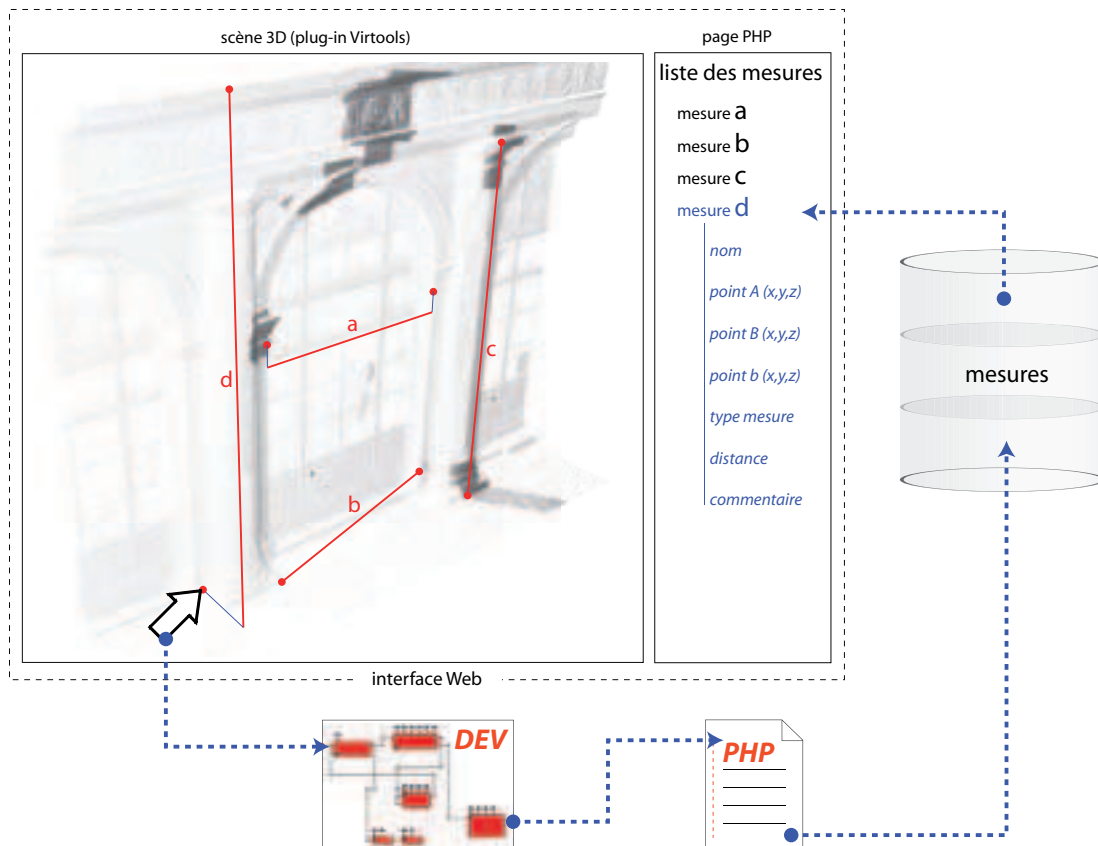 scène 3D (plug-in Virtools)
page PHP
liste des mesures
mesure a
mesure b
mesure c
mesure d
nom
point A (x,y,z)
point B (x,y,z)
point b (x,y,z)
type mesure
distance
commentaire
a
b
c
d
mesures
interface Web
DEV
PHP